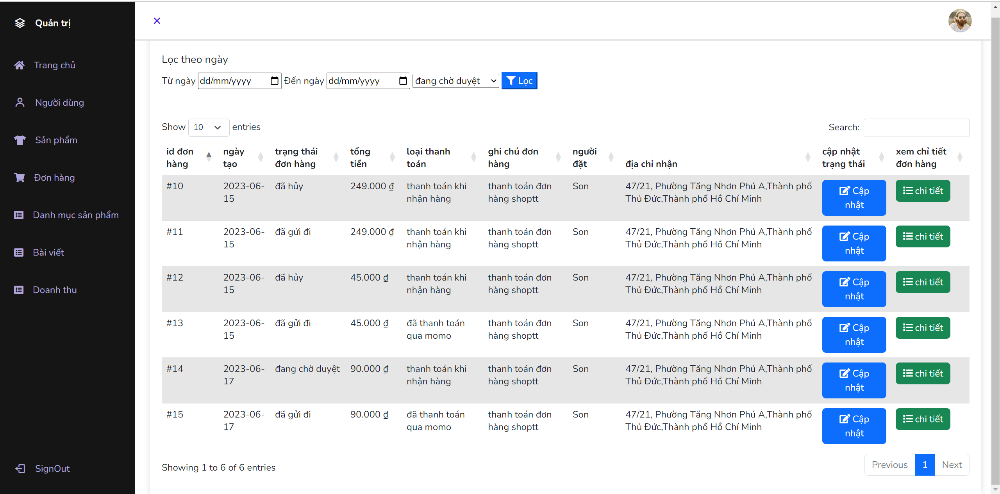 Quản trị
Trang chủ
Người dùng
Sản phẩm
Đơn hàng
Danh mục sản phẩm
Bài viết
Doanh thu
SignOut
Lọc theo ngày
Từ ngày dd/mm/yyyy Đến ngày dd/mm/yyyy đang chờ duyệt Lọc
Show 10 entries Search:
id đơn ngày trạng thái tổng loại thanh ghi chú đơn người cập nhật xem chỉ tiết
hàng tạo đơn hàng tiền toán hàng đặt địa chỉ nhận trạng thái đơn hàng
#10 2023-06- đã hủy 249.000 ₫ thanh toán khi thanh toán đơn Son 47/21, Phường Tăng Nhơn Phú A,Thành phố Cập chi tiết
15 nhận hàng hàng shoptt Thủ Đức,Thành phố Hồ Chí Minh nhật
#11 2023-06- đã gửi đi 249.000 ₫ thanh toán khi thanh toán đơn Son 47/21, Phường Tăng Nhơn Phú A,Thành phố Cập chi tiết
15 nhận hàng hàng shoptt Thủ Đức,Thành phố Hồ Chí Minh nhật
#12 2023-06- đã hủy 45.000 ₫ thanh toán khi thanh toán đơn Son 47/21, Phường Tăng Nhơn Phú A,Thành phố Cập chi tiết
15 nhận hàng hàng shoptt Thủ Đức,Thành phố Hồ Chí Minh nhật
#13 2023-06- đã gửi đi 45.000 ₫ đã thanh toán thanh toán đơn Son 47/21, Phường Tăng Nhơn Phú A,Thành phố Cập chi tiết
15 qua momo hàng shoptt Thủ Đức,Thành phố Hồ Chí Minh nhật
#14 2023-06- đang chờ duyệt 90.000 ₫ thanh toán khi thanh toán đơn Son 47/21, Phường Tăng Nhơn Phú A,Thành phố Cập chi tiết
17 nhận hàng hàng shoptt Thủ Đức,Thành phố Hồ Chí Minh nhật
#15 2023-06- đã gửi đi 90.000 ₫ đã thanh toán thanh toán đơn Son 47/21, Phường Tăng Nhơn Phú A,Thành phố Cập chi tiết
17 qua momo hàng shoptt Thủ Đức,Thành phố Hồ Chí Minh nhật
Showing 1 to 6 of 6 entries Previous 1 Next